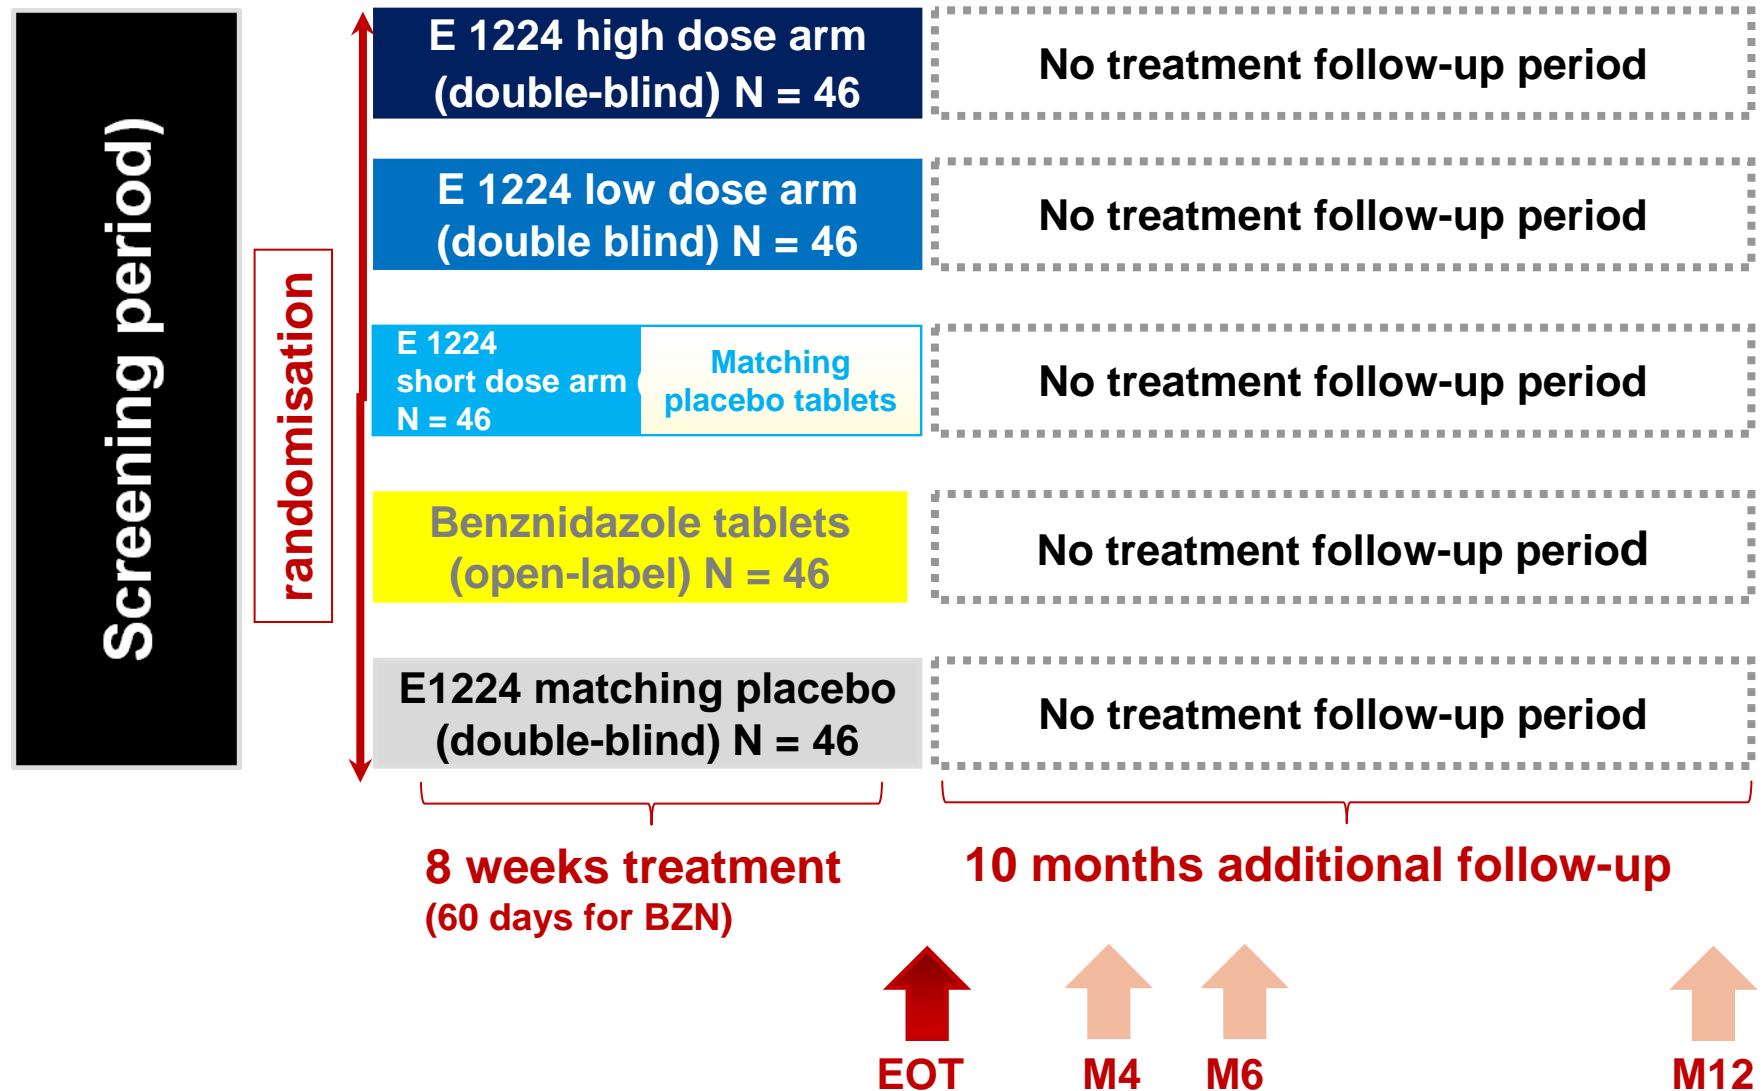 Screening period)
randomisation
E 1224 high dose arm
(double-blind) N = 46
No treatment follow-up period
E 1224 low dose arm
(double blind) N = 46
No treatment follow-up period
E 1224
short dose arm (
N = 46
Matching
placebo tablets
No treatment follow-up period
Benznidazole tablets
(open-label) N = 46
No treatment follow-up period
E1224 matching placebo
(double-blind) N = 46
No treatment follow-up period
8 weeks treatment
(60 days for BZN)
10 months additional follow-up
EOT
M4
M6
M12